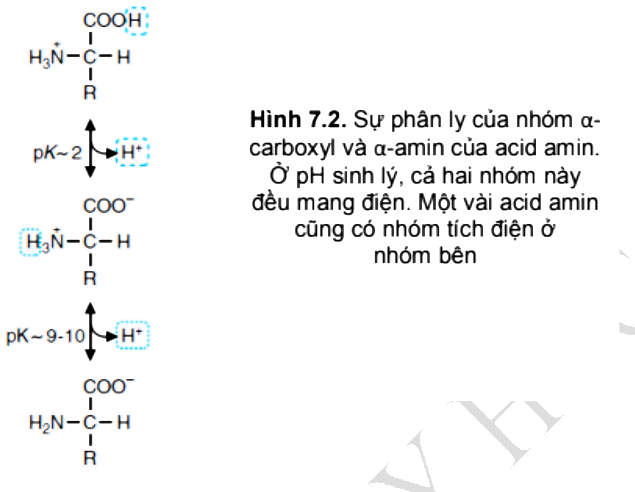 COOH
H₃N⁺–C–H
R
pK~2
H⁺
COO⁻
H₃N⁺–C–H
R
pK~9-10
H⁺
COO⁻
H₂N–C–H
R
Hình 7.2. Sự phân ly của nhóm α-
carboxyl và α-amin của acid amin.
Ở pH sinh lý, cả hai nhóm này
đều mang điện. Một vài acid amin
cũng có nhóm tích điện ở
nhóm bên